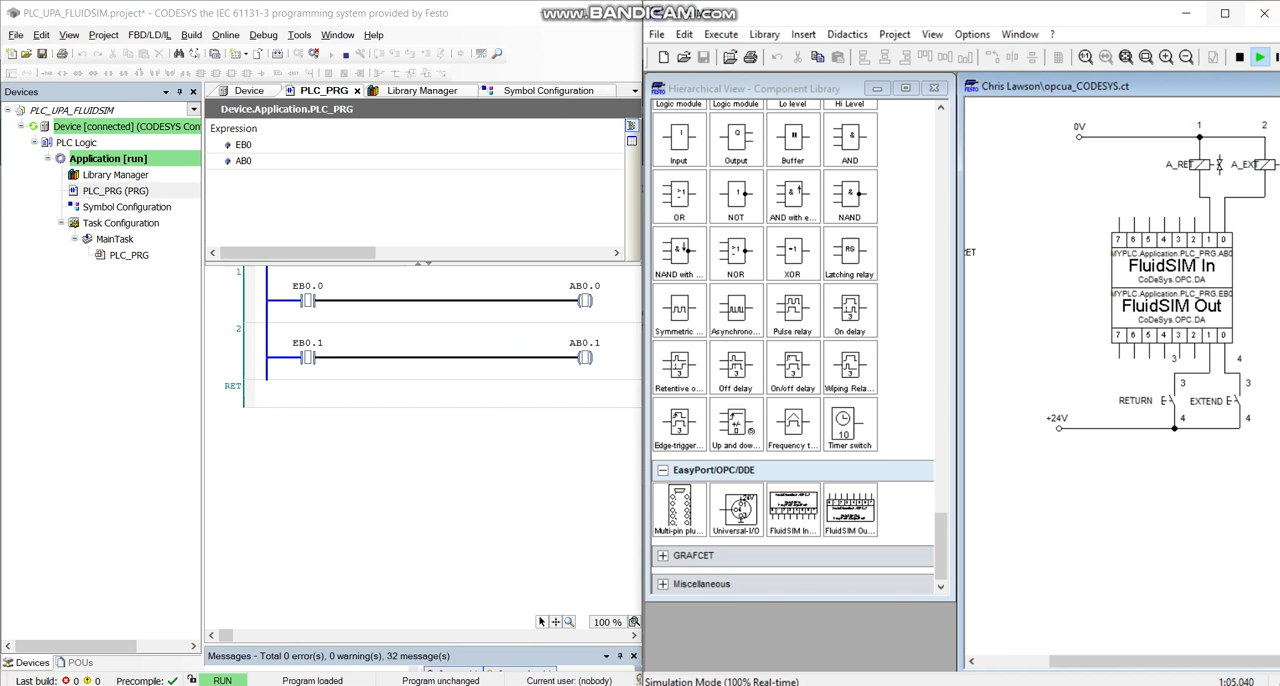 PLC_UPA_FLUIDSIM.project* - CODESYS the IEC 61131-3 programming system provided by Festo
www.BANDICAM.com
File Edit View Project FBD/LD/IL Build Online Debug Tools Window Help
File Edit Execute Library Insert Didactics Project View Options Window ?
Devices
Device
PLC_PRG
Library Manager
Symbol Configuration
Hierarchical View - Component Library
Chris Lawson\opcua_CODESYS.ct
PLC_UPA_FLUIDSIM
Device [connected] (CODESYS Con
PLC Logic
Application [run]
Library Manager
PLC_PRG (PRG)
Symbol Configuration
Task Configuration
MainTask
PLC_PRG
Device.Application.PLC_PRG
Expression
EB0
AB0
1
EB0.0 AB0.0
2
EB0.1 AB0.1
RET
100 %
Messages - Total 0 error(s), 0 warning(s), 32 message(s)
Devices POUs
Last build: 0 0 Precompile: RUN Program loaded Program unchanged Current user: (nobody)
Logic module Logic module Lo level Hi Level
Input Output Buffer AND
OR NOT AND with e... NAND
NAND with ... NOR XOR Latching relay
Symmetric ... Asynchrono... Pulse relay On delay
Retentive o... Off delay On/off delay Wiping Rela...
Edge-trigger... Up and dow... Frequency t... Timer switch
EasyPort/OPC/DDE
Multi-pin plu... Universal-I/O FluidSIM In... FluidSIM Ou...
GRAFCET
Miscellaneous
0V 1 2
A_RET A_EXT
ET
7 6 5 4 3 2 1 0
MYPLC.Application.PLC_PRG.AB0
FluidSIM In
CoDeSys.OPC.DA
MYPLC.Application.PLC_PRG.EB0
FluidSIM Out
CoDeSys.OPC.DA
7 6 5 4 3 2 1 0
3 4
3 3
RETURN EXTEND
+24V 4 4
Simulation Mode (100% Real-time) 1:05.040